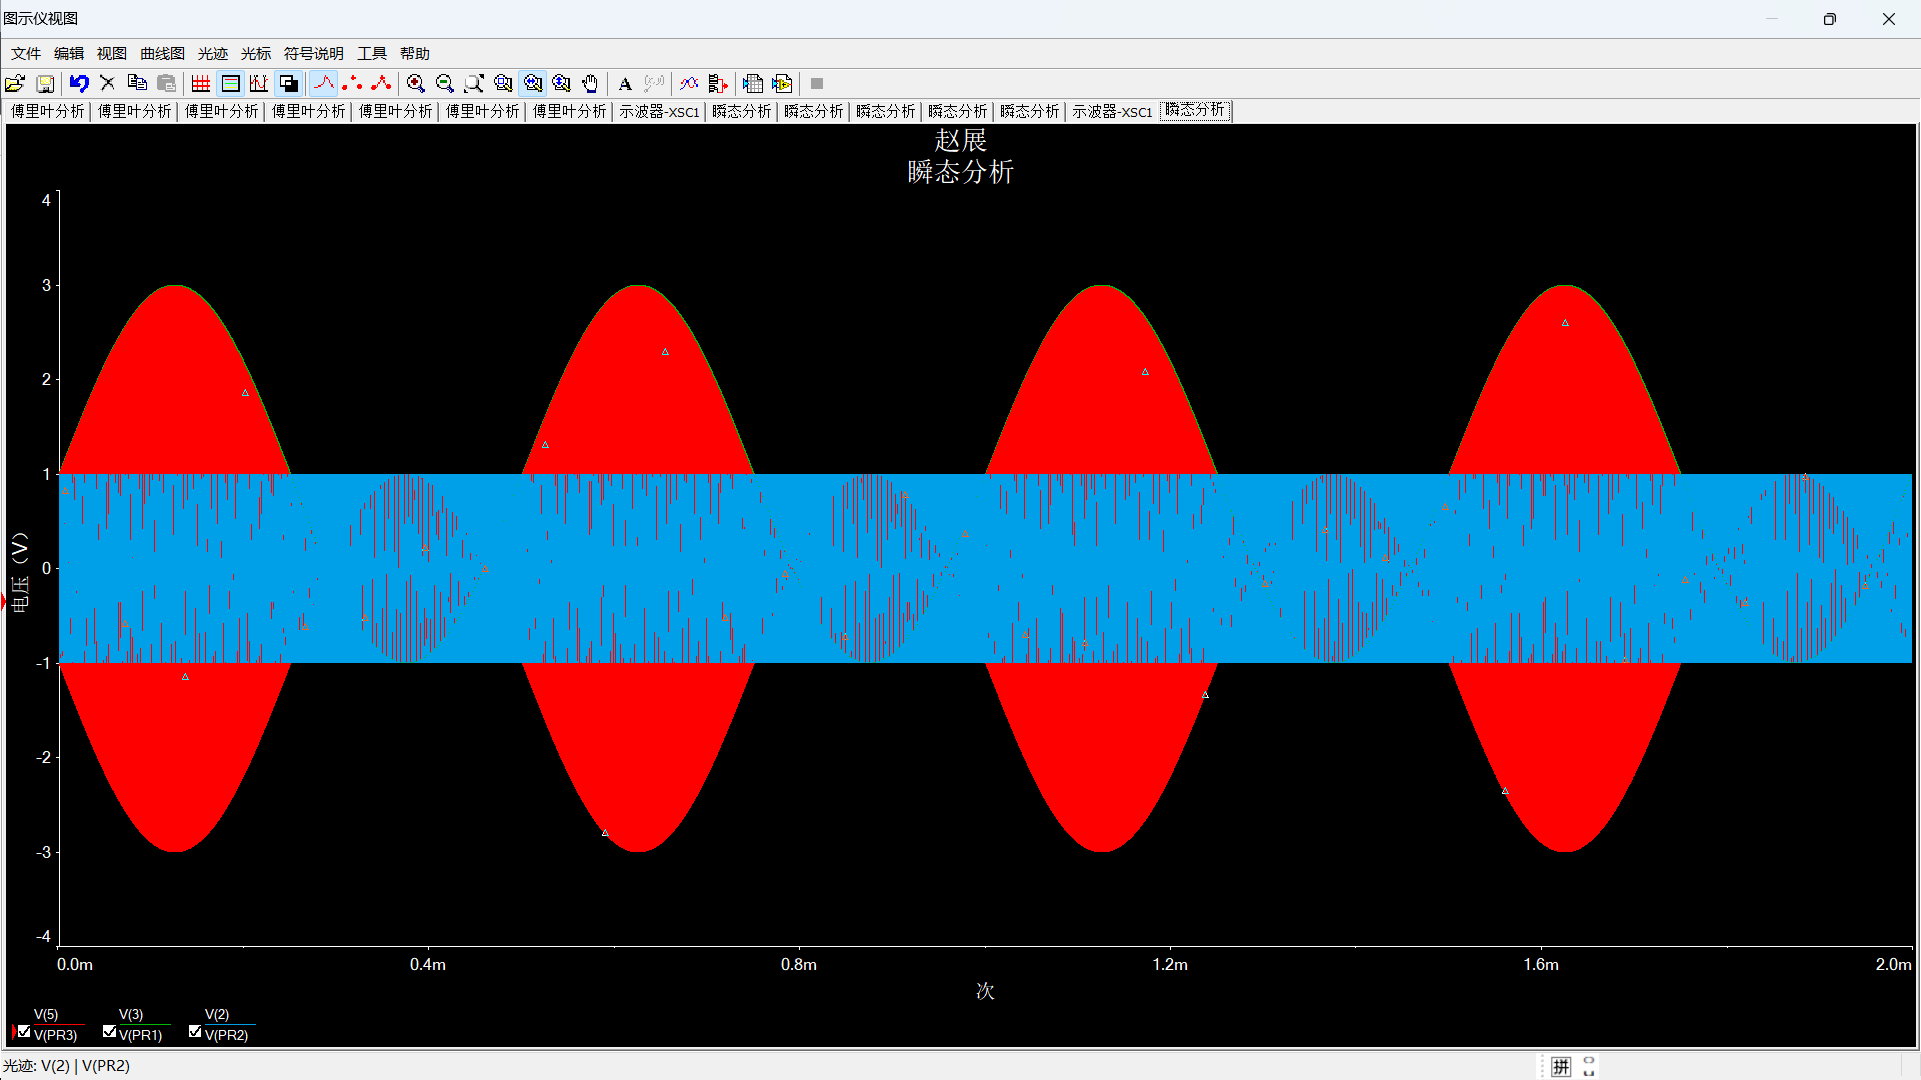 图示仪视图
文件 编辑 视图 曲线图 光迹 光标 符号说明 工具 帮助
A
傅里叶分析 傅里叶分析 傅里叶分析 傅里叶分析 傅里叶分析 傅里叶分析 傅里叶分析 示波器-XSC1 瞬态分析 瞬态分析 瞬态分析 瞬态分析 瞬态分析 示波器-XSC1 瞬态分析
赵展
瞬态分析
4
3
2
1
0
-1
-2
-3
-4
电压（V）
0.0m 0.4m 0.8m 1.2m 1.6m 2.0m
次
V(5) V(3) V(2)
V(PR3) V(PR1) V(PR2)
光迹: V(2) | V(PR2)
拼